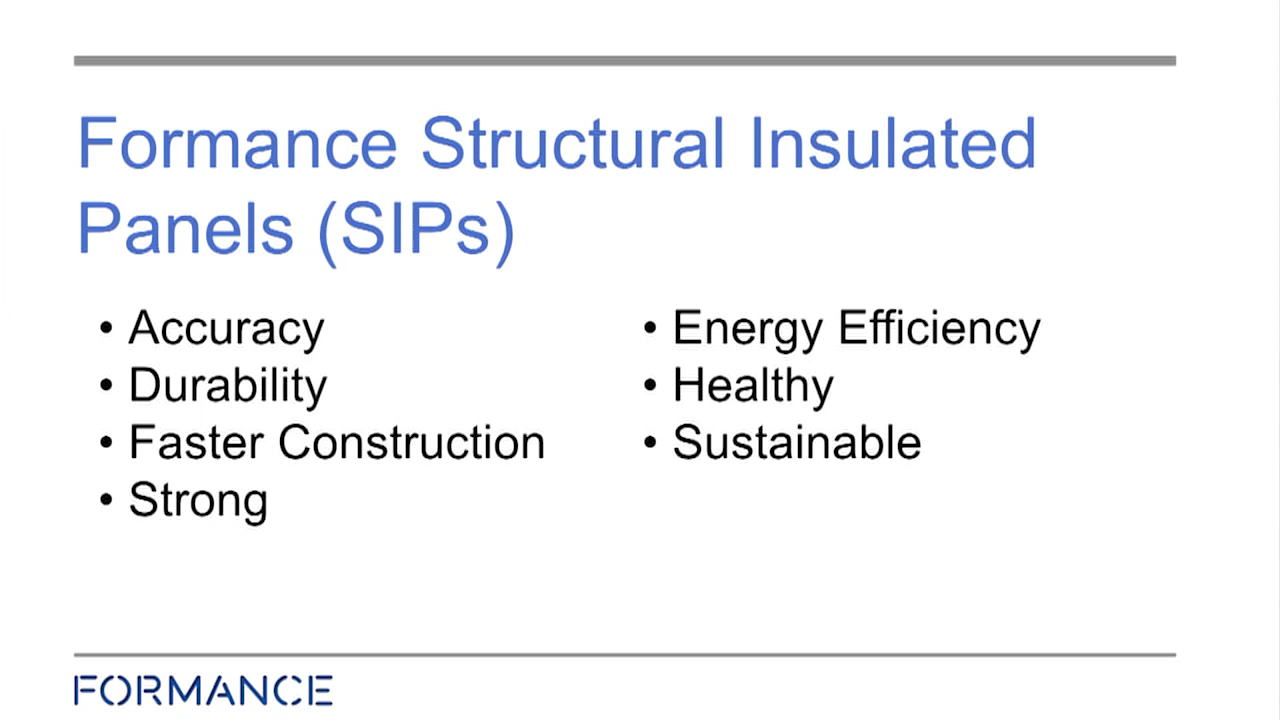 Formance Structural Insulated
Panels (SIPs)
• Accuracy
• Durability
• Faster Construction
• Strong
• Energy Efficiency
• Healthy
• Sustainable
FORMANCE